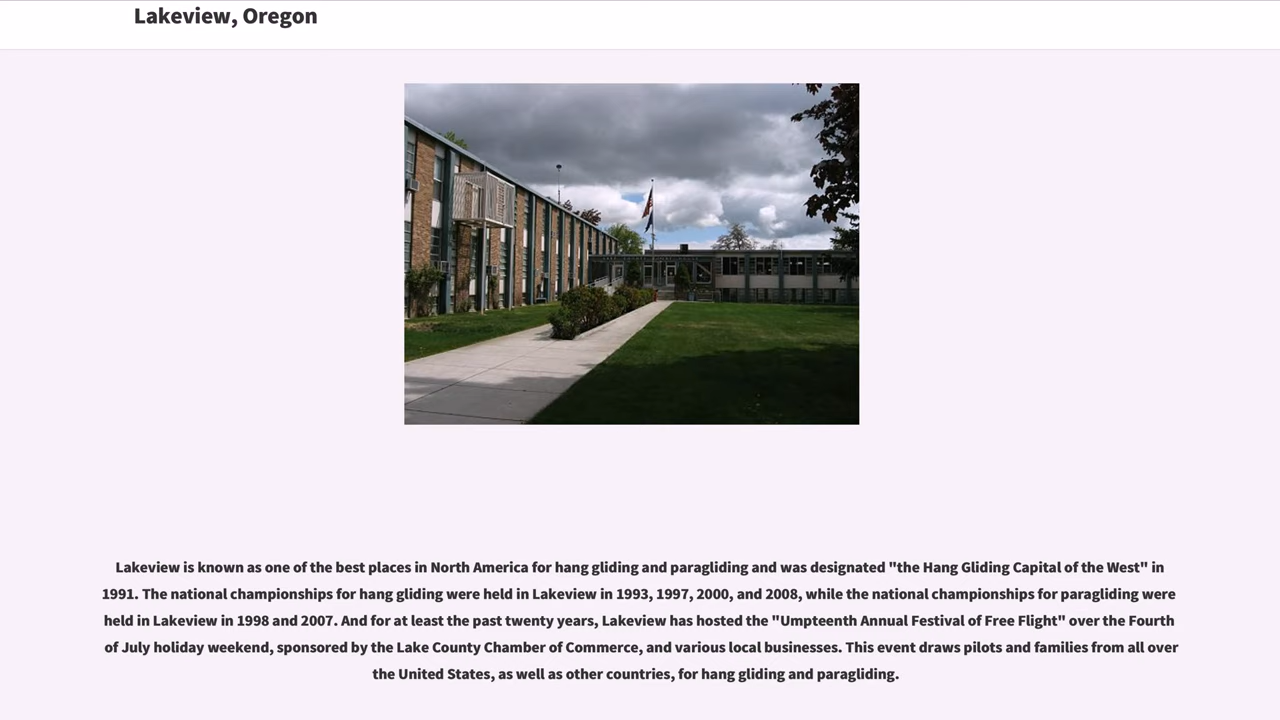 Lakeview, Oregon
Lakeview is known as one of the best places in North America for hang gliding and paragliding and was designated "the Hang Gliding Capital of the West" in
1991. The national championships for hang gliding were held in Lakeview in 1993, 1997, 2000, and 2008, while the national championships for paragliding were
held in Lakeview in 1998 and 2007. And for at least the past twenty years, Lakeview has hosted the "Umpteenth Annual Festival of Free Flight" over the Fourth
of July holiday weekend, sponsored by the Lake County Chamber of Commerce, and various local businesses. This event draws pilots and families from all over
the United States, as well as other countries, for hang gliding and paragliding.